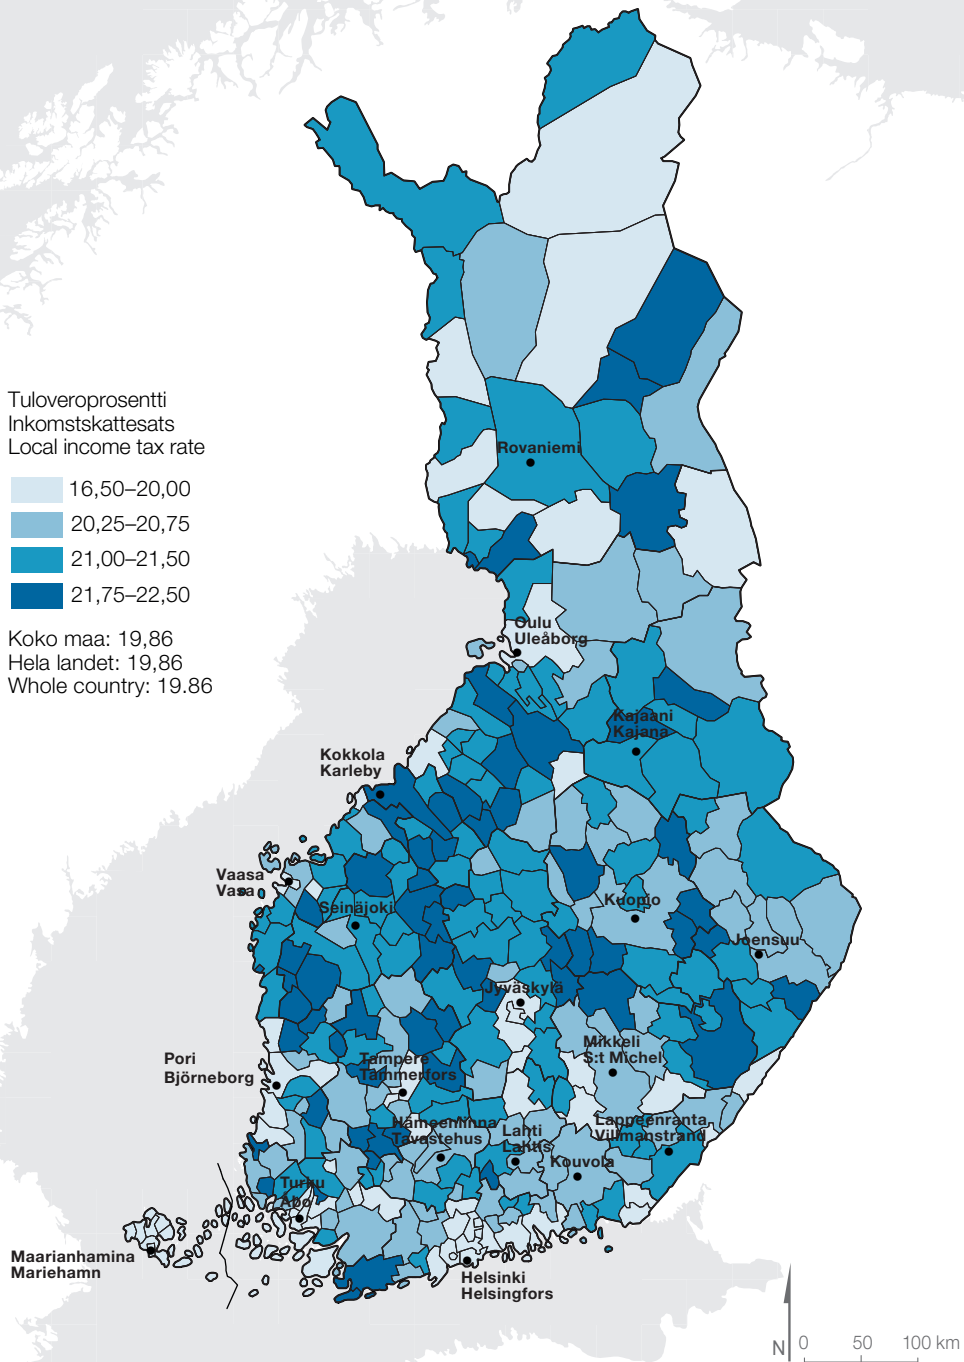 Tuloveroprosentti
Inkomstskattesats
Local income tax rate
16,50–20,00
20,25–20,75
21,00–21,50
21,75–22,50
Koko maa: 19,86
Hela landet: 19,86
Whole country: 19.86
Rovaniemi
Oulu
Uleåborg
Kajaani
Kajana
Kokkola
Karleby
Vaasa
Vasa
Seinäjoki
Kuopio
Joensuu
Jyväskylä
Mikkeli
S:t Michel
Pori
Björneborg
Tampere
Tammerfors
Hämeenlinna
Tavastehus
Lahti
Lahtis
Lappeenranta
Villmanstrand
Kouvola
Turku
Åbo
Maarianhamina
Mariehamn
Helsinki
Helsingfors
N
0 50 100 km